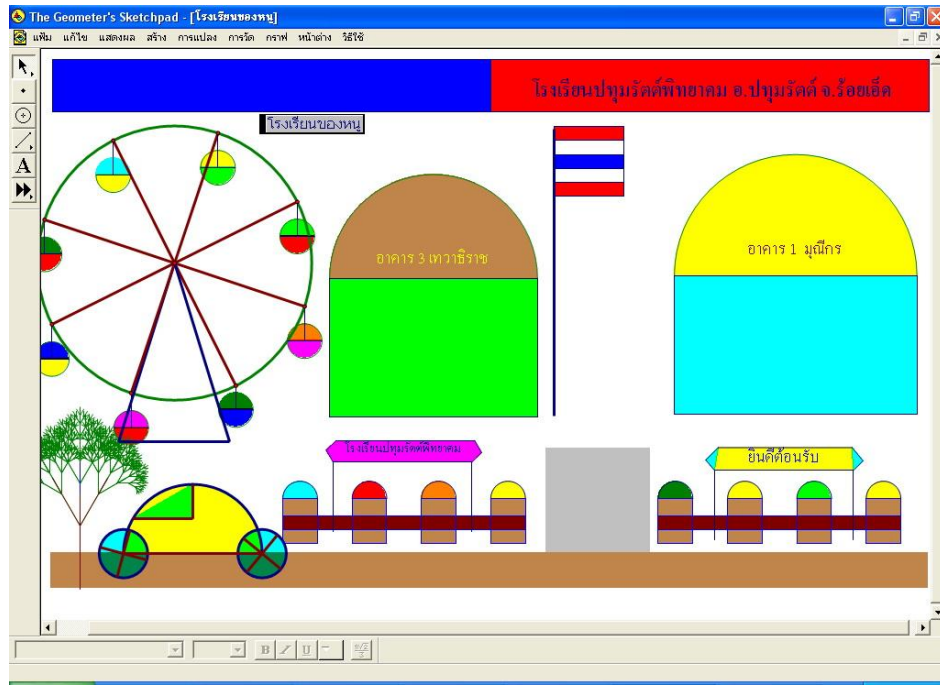 The Geometer's Sketchpad - [โรงเรียนของหนู]
แฟ้ม แก้ไข แสดงผล สร้าง การแปลง การวัด กราฟ หน้าต่าง วิธีใช้
โรงเรียนปทุมรัตต์พิทยาคม อ.ปทุมรัตต์ จ.ร้อยเอ็ด
โรงเรียนของหนู
A
อาคาร 3 เทวาธิราช
อาคาร 1 มุณีกร
โรงเรียนปทุมรัตต์พิทยาคม
ยินดีต้อนรับ
B I U